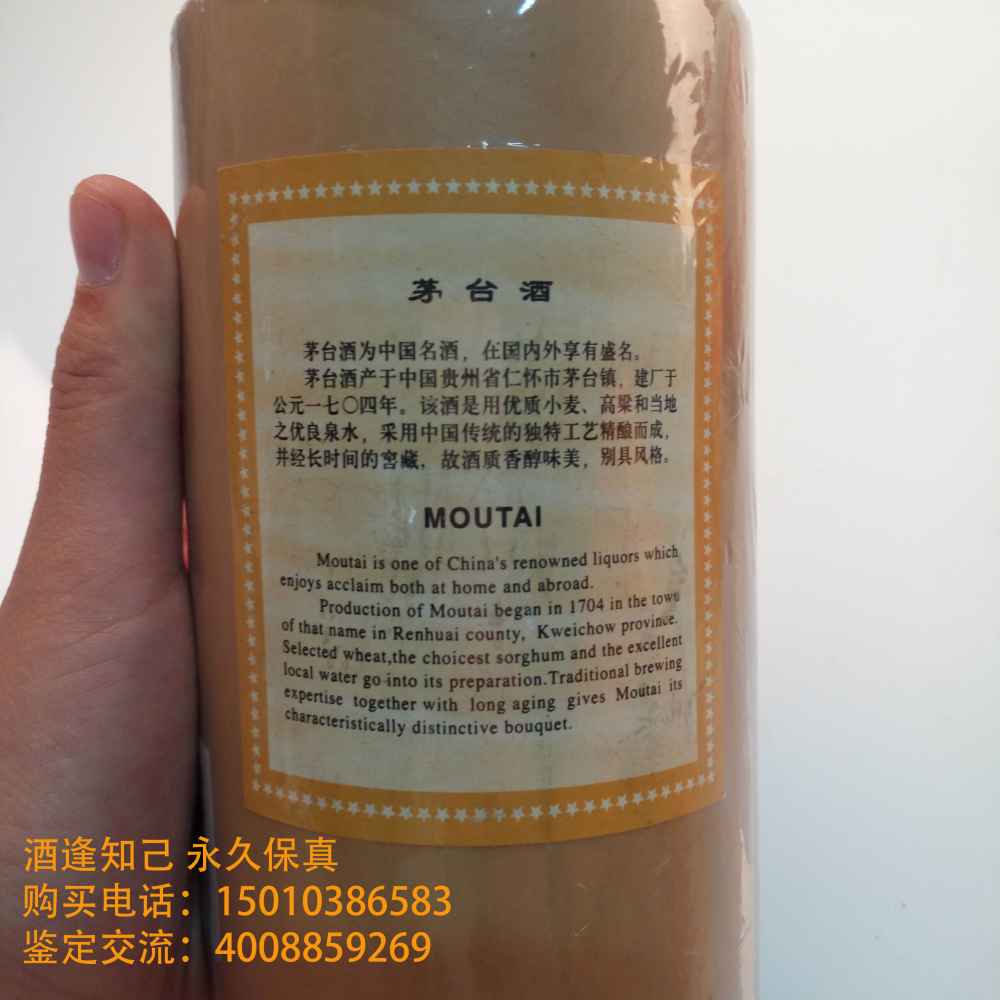 茅台酒
茅台酒为中国名酒，在国内外享有盛名。
茅台酒产于中国贵州省仁怀市茅台镇，建厂于
公元一七〇四年。该酒是用优质小麦、高粱和当地
之优良泉水，采用中国传统的独特工艺精酿而成，
并经长时间的窖藏，故酒质香醇味美，别具风格。
MOUTAI
Moutai is one of China's renowned liquors which
enjoys acclaim both at home and abroad.
Production of Moutai began in 1704 in the town
of that name in Renhuai county, Kweichow province.
Selected wheat,the choicest sorghum and the excellent
local water go into its preparation.Traditional brewing
expertise together with long aging gives Moutai its
characteristically distinctive bouquet.
酒逢知己 永久保真
购买电话：15010386583
鉴定交流：4008859269